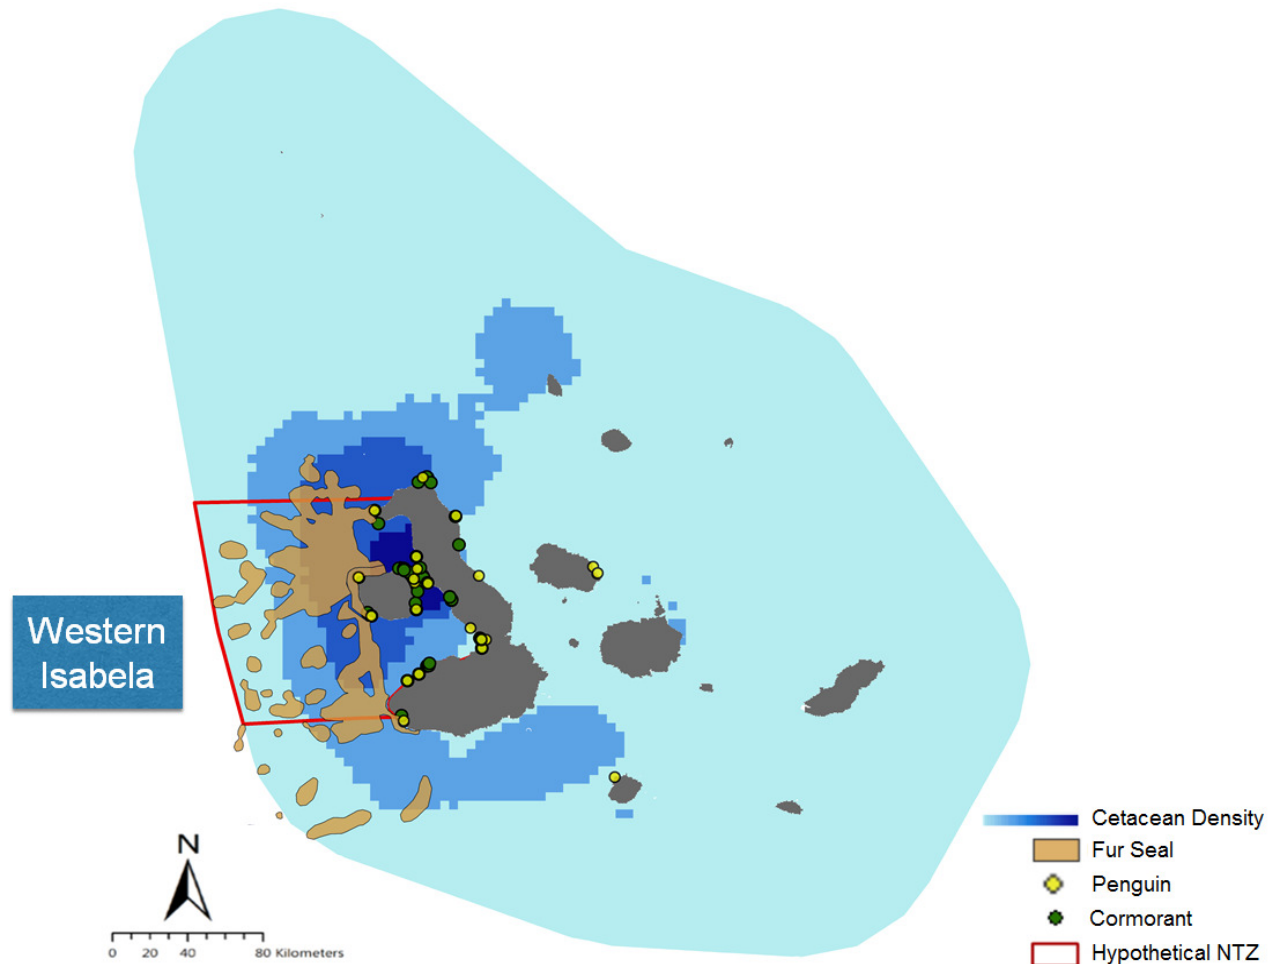 Western
Isabela
N
0 20 40 80 Kilometers
Cetacean Density
Fur Seal
Penguin
Cormorant
Hypothetical NTZ